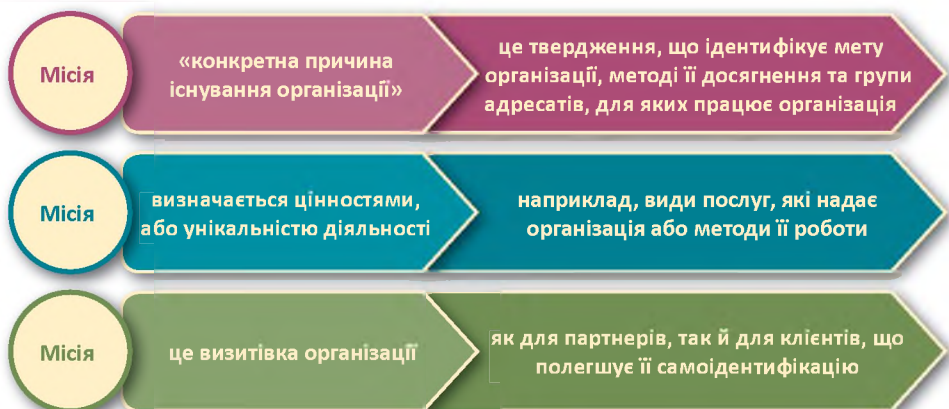 Місія
«конкретна причина
існування організації»
це твердження, що ідентифікує мету
організації, методі її досягнення та групи
адресатів, для яких працює організація
Місія
визначається цінностями,
або унікальністю діяльності
наприклад, види послуг, які надає
організація або методи її роботи
Місія
це визитівка організації
як для партнерів, так й для клієнтів, що
полегшує її самоідентифікацію